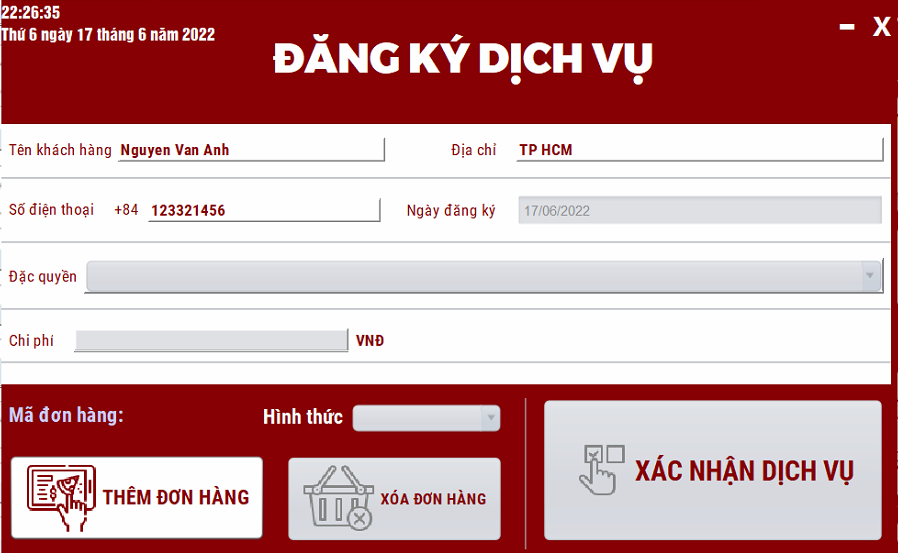 22:26:35
Thứ 6 ngày 17 tháng 6 năm 2022
X
ĐĂNG KÝ DỊCH VỤ
Tên khách hàng Nguyen Van Anh Địa chỉ TP HCM
Số điện thoại +84 123321456 Ngày đăng ký 17/06/2022
Đặc quyền
Chi phí VNĐ
Mã đơn hàng: Hình thức
THÊM ĐƠN HÀNG XÓA ĐƠN HÀNG XÁC NHẬN DỊCH VỤ